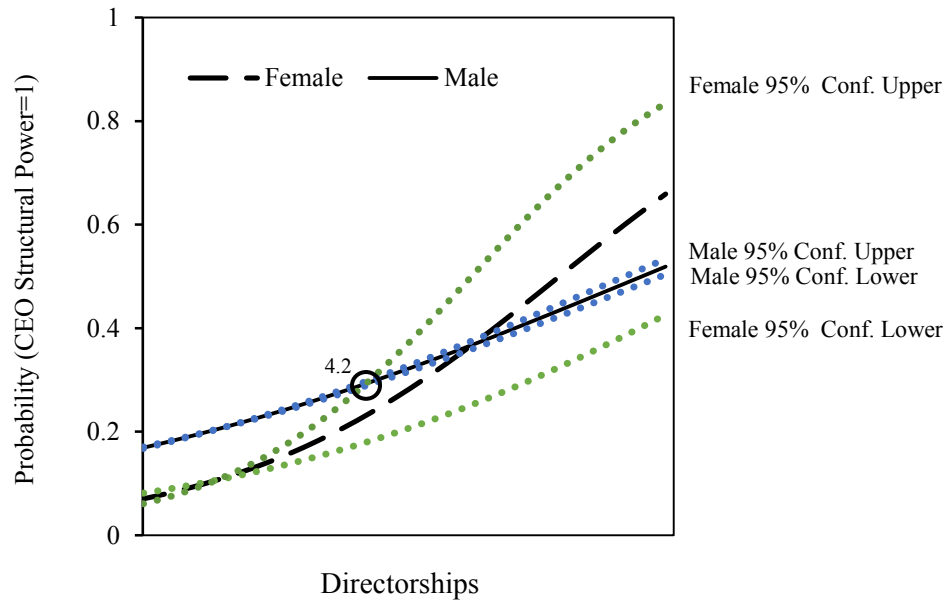 1
Female
Male
Female 95% Conf. Upper
0.8
0.6
Male 95% Conf. Upper
Male 95% Conf. Lower
0.4
Female 95% Conf. Lower
4.2
0.2
0
Probability (CEO Structural Power=1)
Directorships